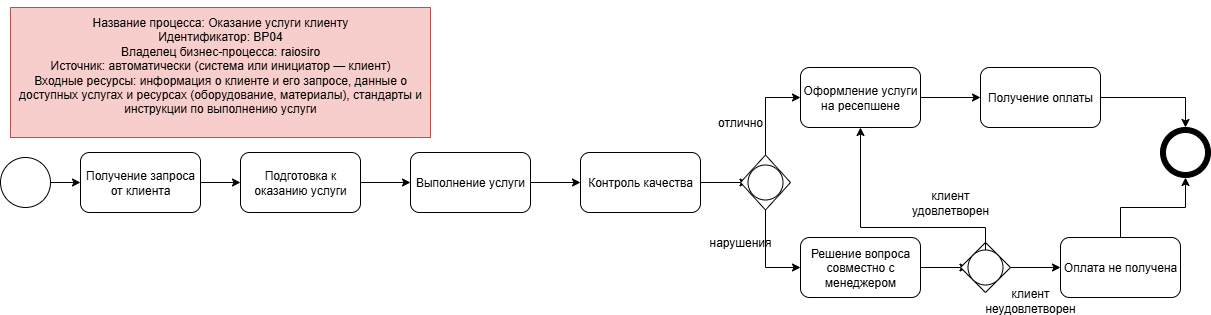 Название процесса: Оказание услуги клиенту
Идентификатор: BP04
Владелец бизнес-процесса: raiosiro
Источник: автоматически (система или инициатор — клиент)
Входные ресурсы: информация о клиенте и его запросе, данные о
доступных услугах и ресурсах (оборудование, материалы), стандарты и
инструкции по выполнению услуги
Получение запроса
от клиента
Подготовка к
оказанию услуги
Выполнение услуги
Контроль качества
отлично
Оформление услуги
на ресепшене
Получение оплаты
нарушения
Решение вопроса
совместно с
менеджером
клиент
удовлетворен
клиент
неудовлетворен
Оплата не получена